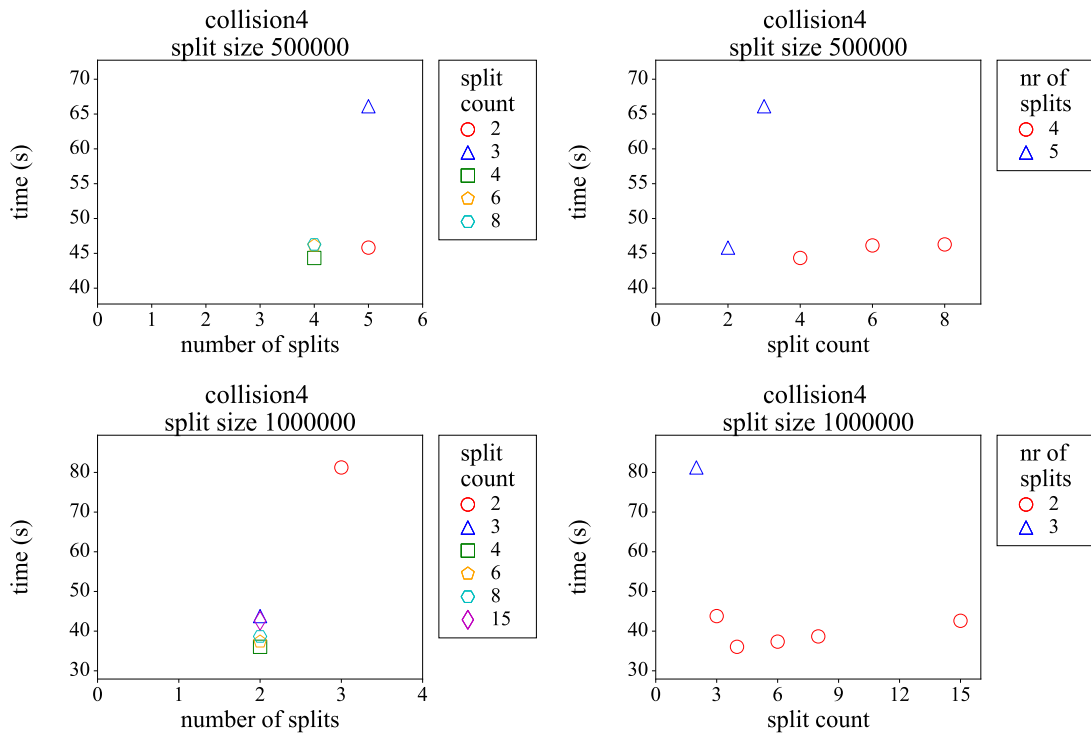 collision4
split size 500000
70
65
60
55
50
45
40
time (s)
0 1 2 3 4 5 6
number of splits
split
count
2
3
4
6
8
collision4
split size 500000
70
65
60
55
50
45
40
time (s)
0 2 4 6 8
split count
nr of
splits
4
5
collision4
split size 1000000
80
70
60
50
40
30
time (s)
0 1 2 3 4
number of splits
split
count
2
3
4
6
8
15
collision4
split size 1000000
80
70
60
50
40
30
time (s)
0 3 6 9 12 15
split count
nr of
splits
2
3